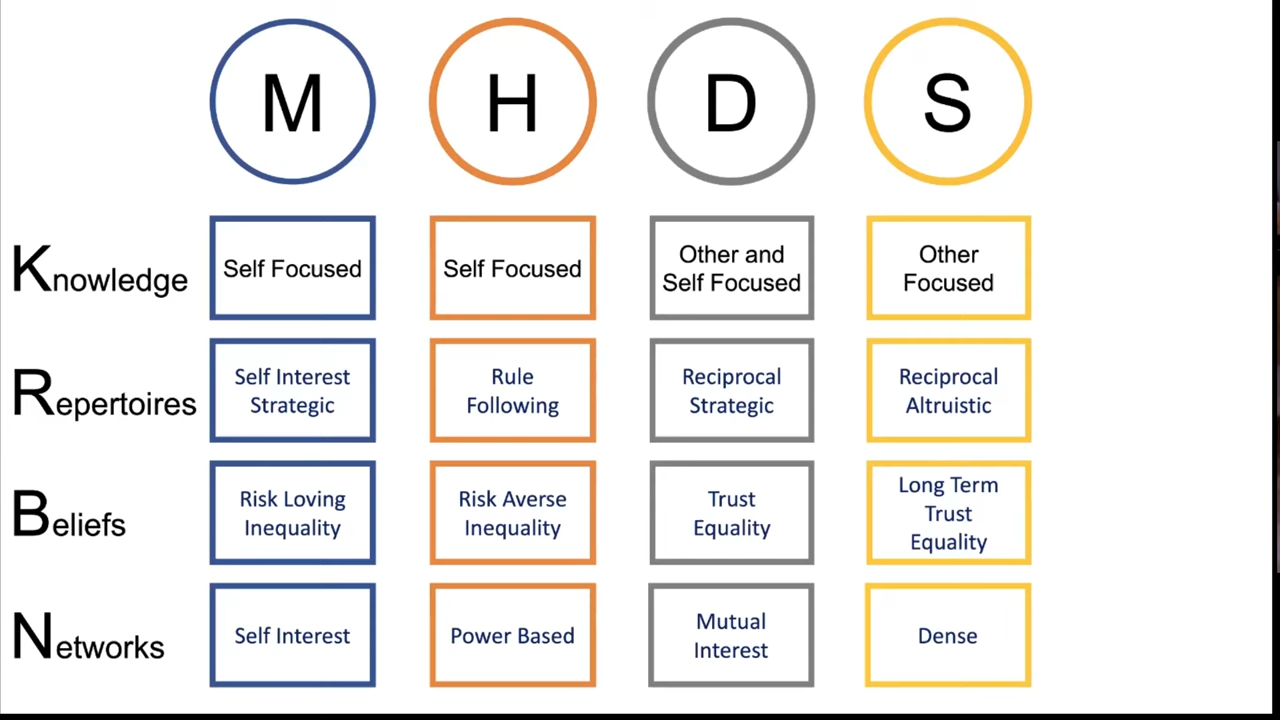 M H D S
Knowledge
Self Focused
Self Focused
Other and
Self Focused
Other
Focused
Repertoires
Self Interest
Strategic
Rule
Following
Reciprocal
Strategic
Reciprocal
Altruistic
Beliefs
Risk Loving
Inequality
Risk Averse
Inequality
Trust
Equality
Long Term
Trust
Equality
Networks
Self Interest
Power Based
Mutual
Interest
Dense